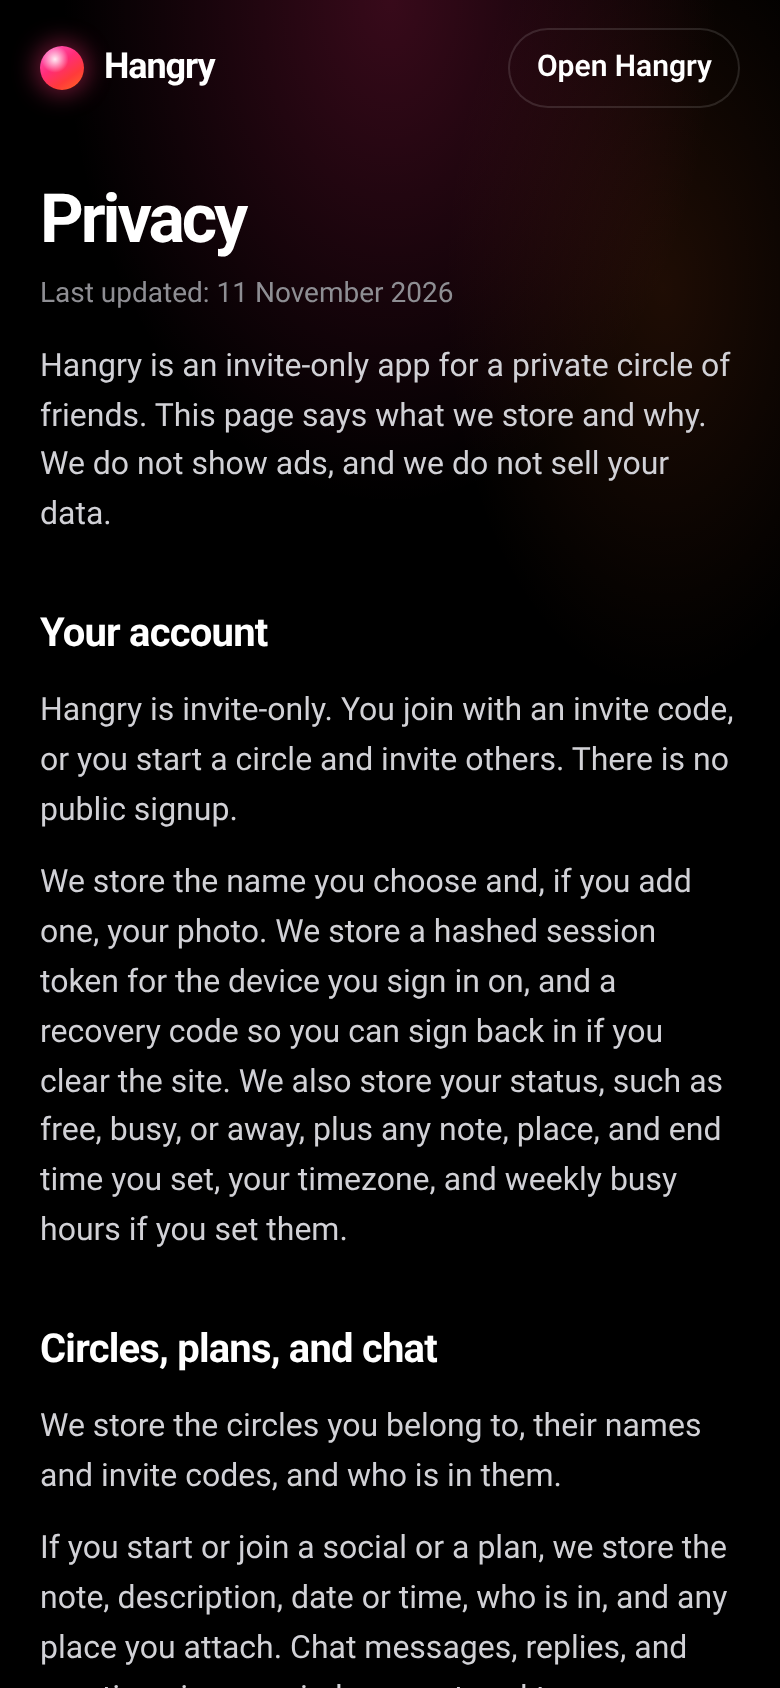 Hangry
Open Hangry
Privacy
Last updated: 11 November 2026
Hangry is an invite-only app for a private circle of
friends. This page says what we store and why.
We do not show ads, and we do not sell your
data.
Your account
Hangry is invite-only. You join with an invite code,
or you start a circle and invite others. There is no
public signup.
We store the name you choose and, if you add
one, your photo. We store a hashed session
token for the device you sign in on, and a
recovery code so you can sign back in if you
clear the site. We also store your status, such as
free, busy, or away, plus any note, place, and end
time you set, your timezone, and weekly busy
hours if you set them.
Circles, plans, and chat
We store the circles you belong to, their names
and invite codes, and who is in them.
If you start or join a social or a plan, we store the
note, description, date or time, who is in, and any
place you attach. Chat messages, replies, and